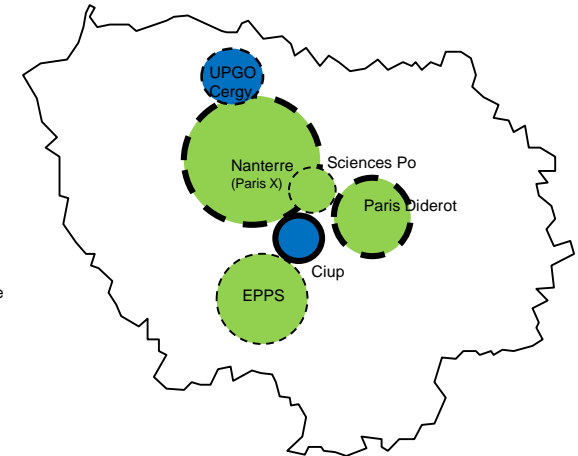 UPGO
Cergy
Nanterre
(Paris X)
Sciences Po
Paris Diderot
Ciup
EPPS
e